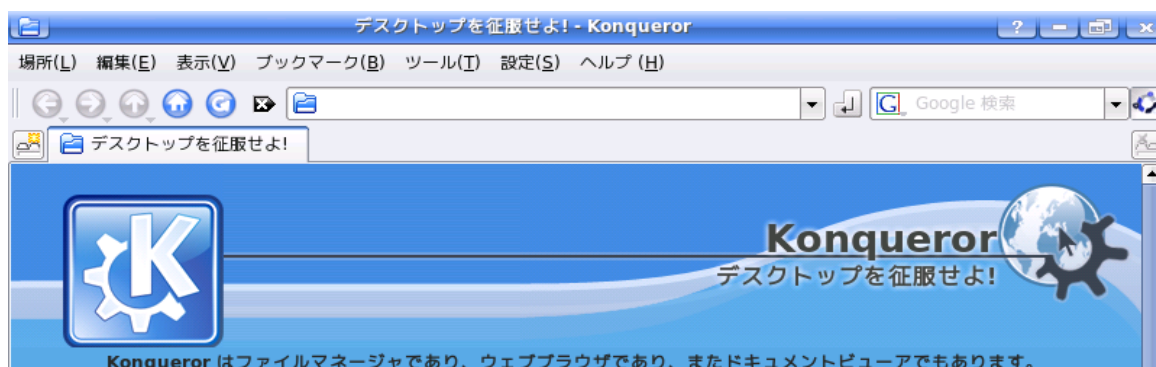 デスクトップを征服せよ! - Konqueror
場所(L) 編集(E) 表示(V) ブックマーク(B) ツール(T) 設定(S) ヘルプ (H)
G Google 検索
デスクトップを征服せよ!
K
Konqueror
デスクトップを征服せよ!
Konqueror はファイルマネージャであり、ウェブブラウザであり、またドキュメントビューアでもあります。